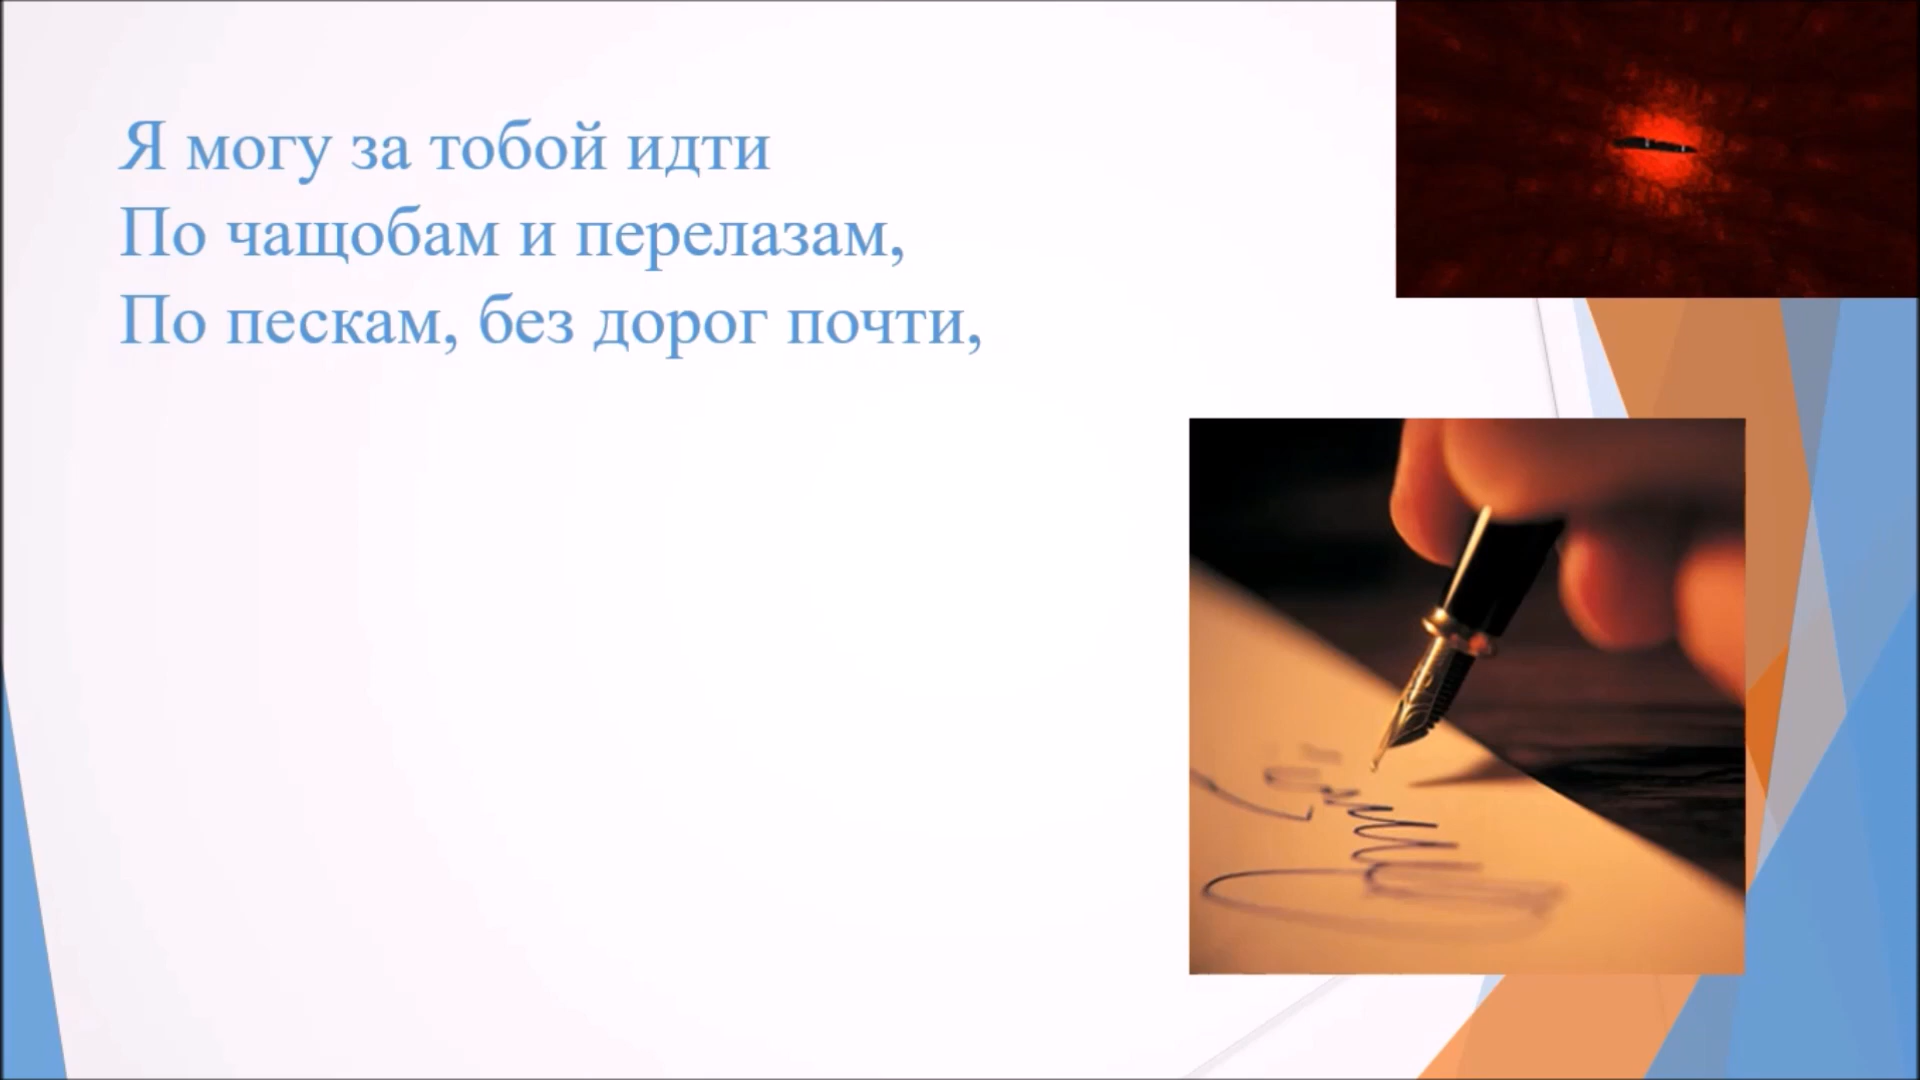 Я могу за тобой идти
По чащобам и перелазам,
По пескам, без дорог почти,